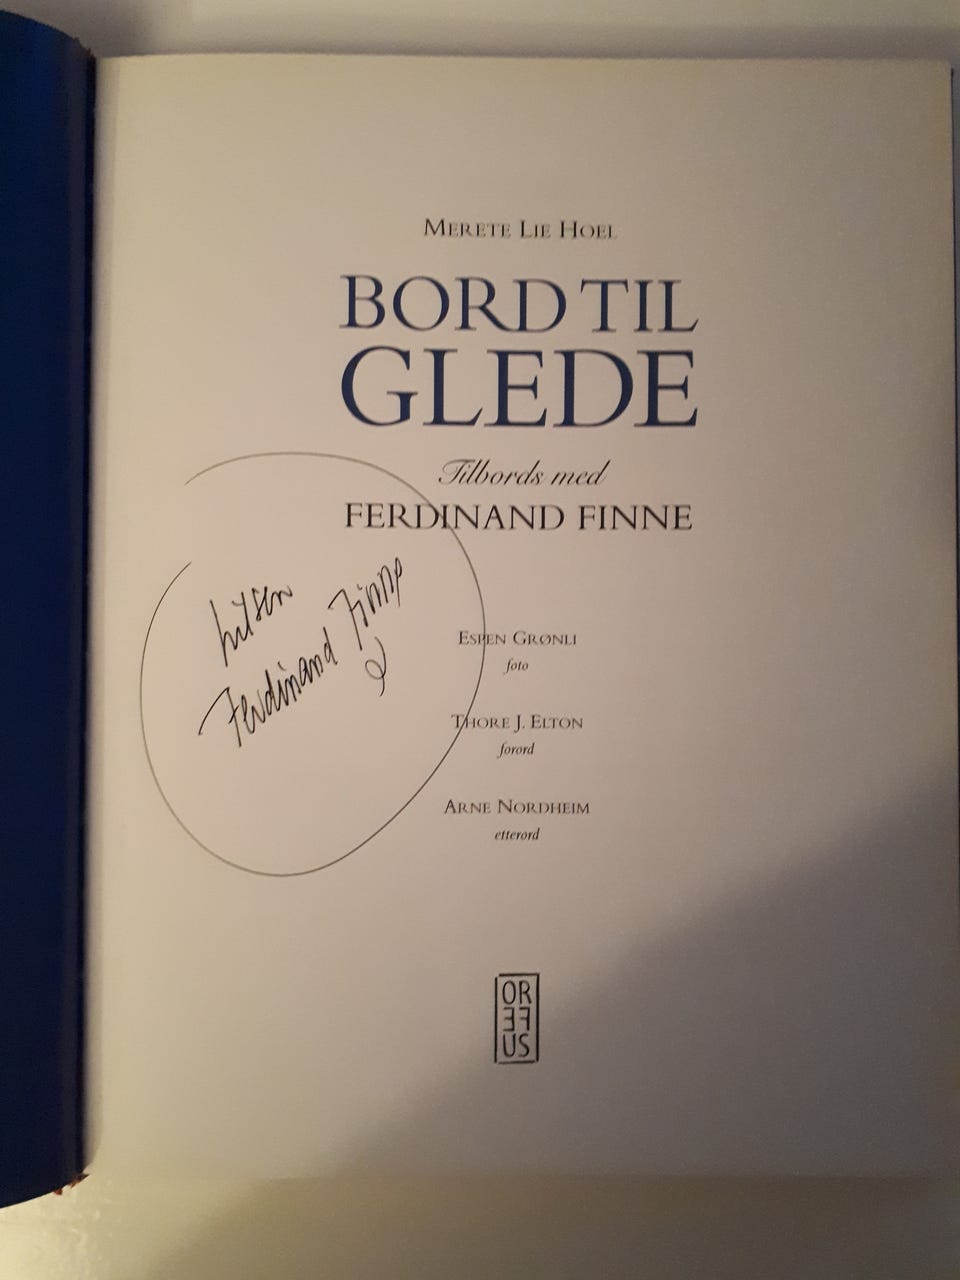 MERETE LIE HOEL
BORD TIL
GLEDE
Tilbords med
FERDINAND FINNE
hilsen
Ferdinand Finne
ESPEN GRØNLI
foto
THORE J. ELTON
forord
ARNE NORDHEIM
etterord
OR
FF
US